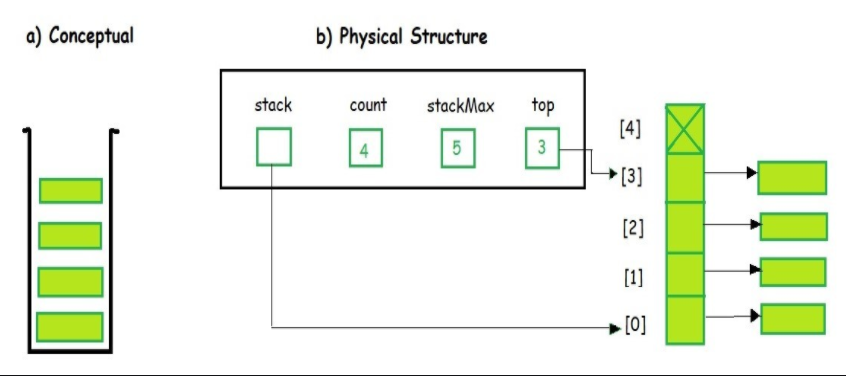 a) Conceptual
b) Physical Structure
stack count stackMax top
4 5 3
[4]
[3]
[2]
[1]
[0]